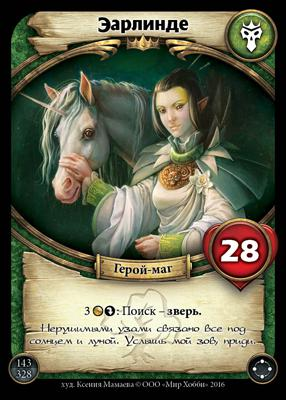 Эарлинде
28
Герой-маг
3 : Поиск – зверь.
Нерушимыми узами связано все под
солнцем и луной. Услышь мой зов, приди.
143
328
худ. Ксения Мамаева © ООО «Мир Хобби» 2016